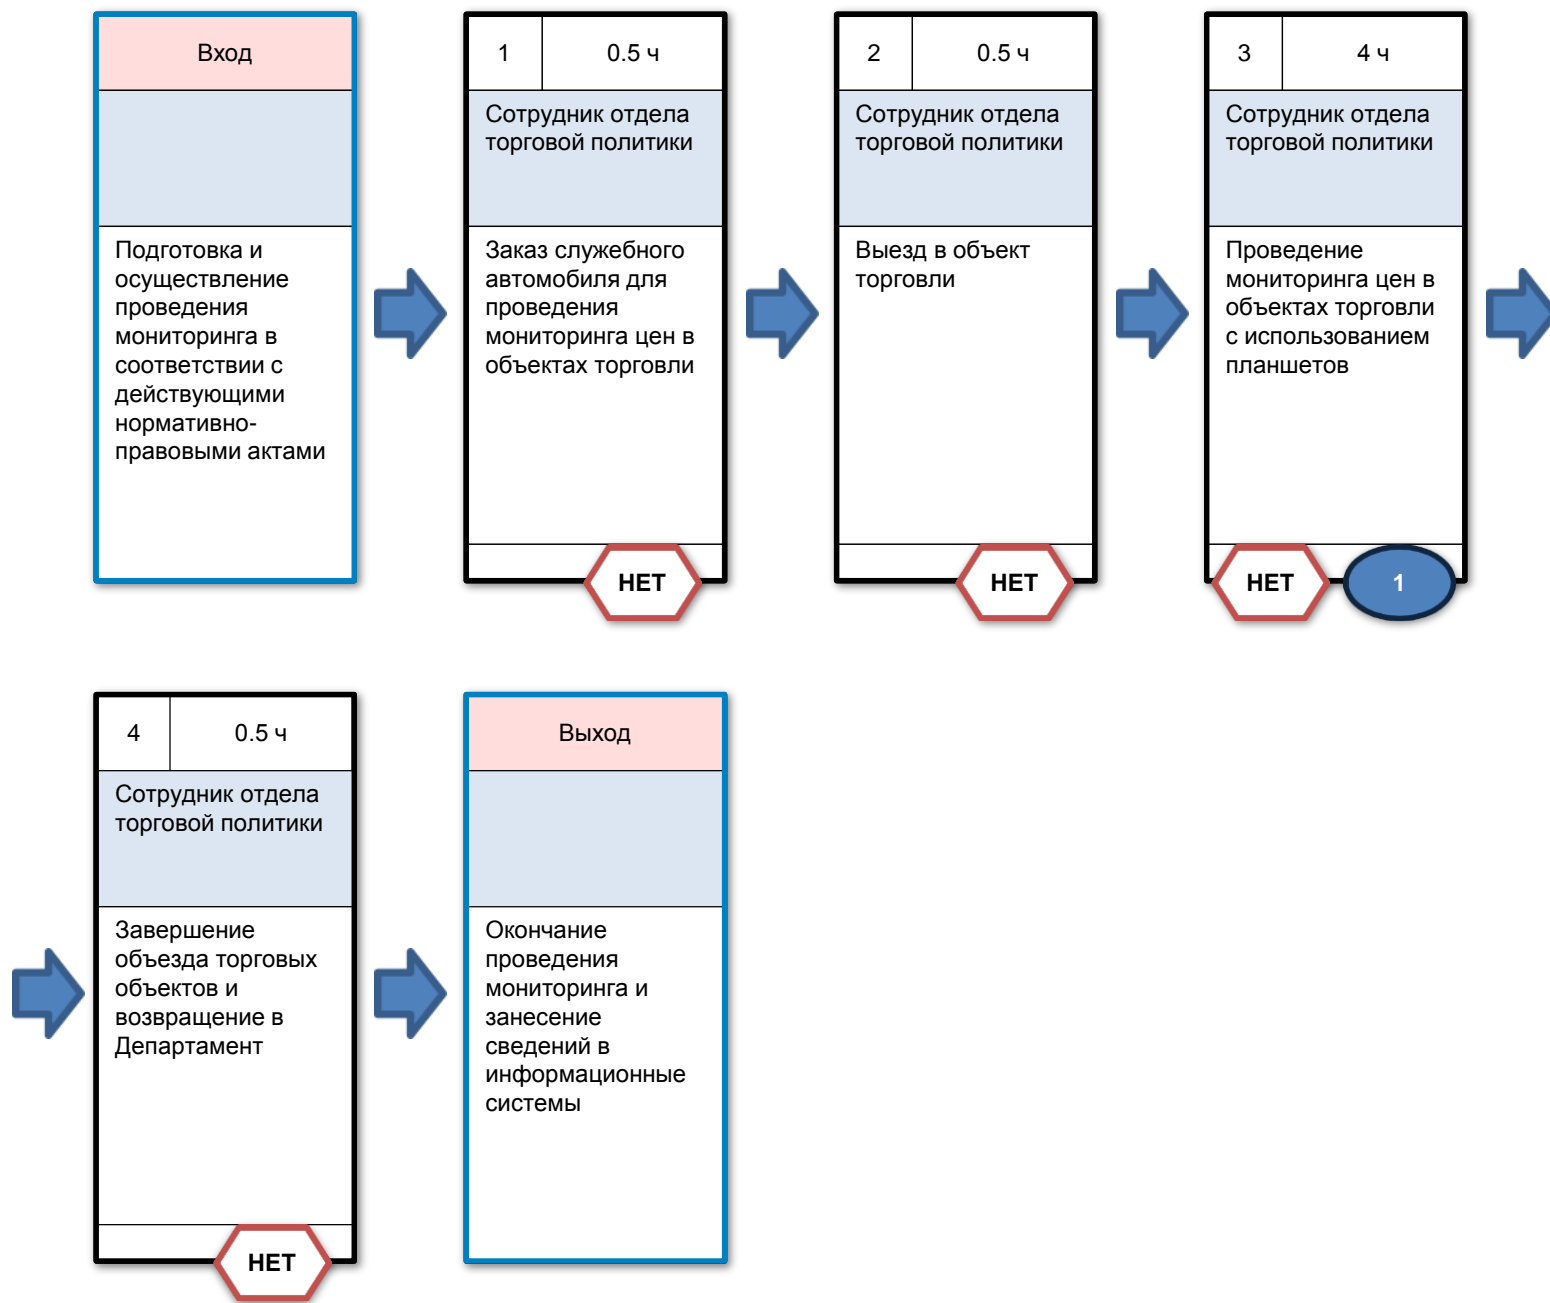 Вход
Подготовка и
осуществление
проведения
мониторинга в
соответствии с
действующими
нормативно-
правовыми актами
1
0.5 ч
Сотрудник отдела
торговой политики
Заказ служебного
автомобиля для
проведения
мониторинга цен в
объектах торговли
НЕТ
2
0.5 ч
Сотрудник отдела
торговой политики
Выезд в объект
торговли
НЕТ
3
4 ч
Сотрудник отдела
торговой политики
Проведение
мониторинга цен в
объектах торговли
с использованием
планшетов
НЕТ
1
4
0.5 ч
Сотрудник отдела
торговой политики
Завершение
объезда торговых
объектов и
возвращение в
Департамент
НЕТ
Выход
Окончание
проведения
мониторинга и
занесение
сведений в
информационные
системы